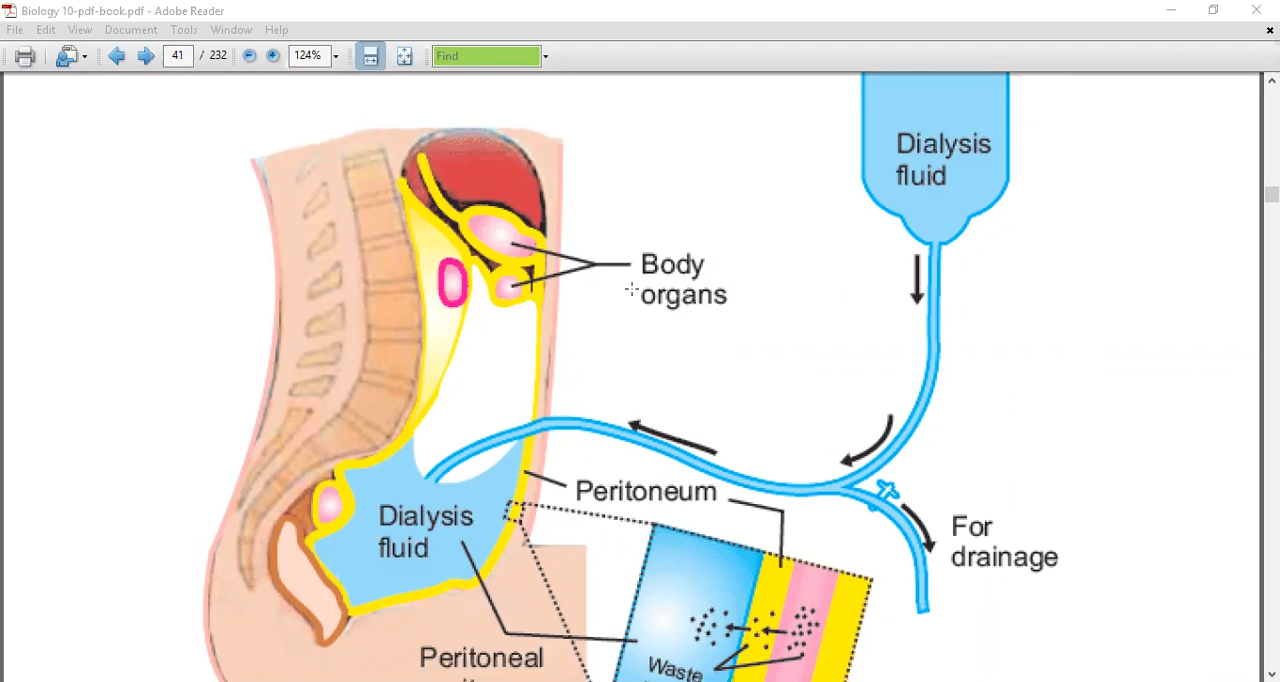 Biology 10-pdf-book.pdf - Adobe Reader
File Edit View Document Tools Window Help
41 / 232 124% Find
Dialysis
fluid
Body
organs
Peritoneum
Dialysis
fluid
For
drainage
Waste
Peritoneal